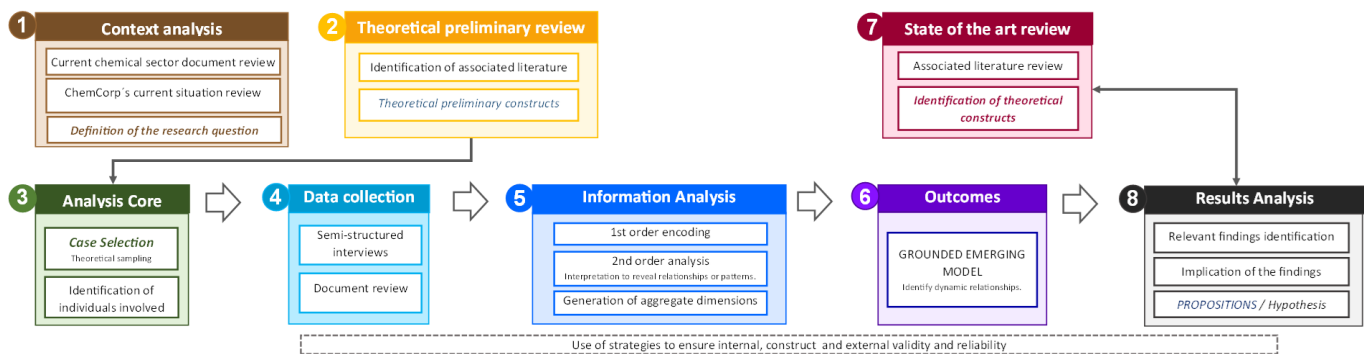 1
Context analysis
Current chemical sector document review
ChemCorp´s current situation review
Definition of the research question
2
Theoretical preliminary review
Identification of associated literature
Theoretical preliminary constructs
7
State of the art review
Associated literature review
Identification of theoretical
constructs
3
Analysis Core
Case Selection
Theoretical sampling
Identification of
individuals involved
4
Data collection
Semi-structured
interviews
Document review
5
Information Analysis
1st order encoding
2nd order analysis
Interpretation to reveal relationships or patterns.
Generation of aggregate dimensions
6
Outcomes
GROUNDED EMERGING
MODEL
Identify dynamic relationships.
8
Results Analysis
Relevant findings identification
Implication of the findings
PROPOSITIONS / Hypothesis
Use of strategies to ensure internal, construct and external validity and reliability